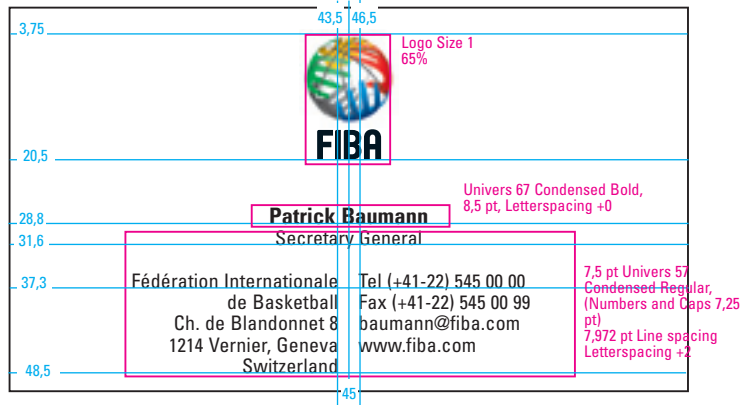 43,5 46,5
3,75
Logo Size 1
65%
FIBA
20,5
Univers 67 Condensed Bold,
8,5 pt, Letterspacing +0
Patrick Baumann
28,8
Secretary General
31,6
Fédération Internationale Tel (+41-22) 545 00 00
37,3
de Basketball Fax (+41-22) 545 00 99
Ch. de Blandonnet 8 baumann@fiba.com
1214 Vernier, Geneva www.fiba.com
Switzerland
7,5 pt Univers 57
Condensed Regular,
(Numbers and Caps 7,25
pt)
7,972 pt Line spacing
Letterspacing +2
48,5
45